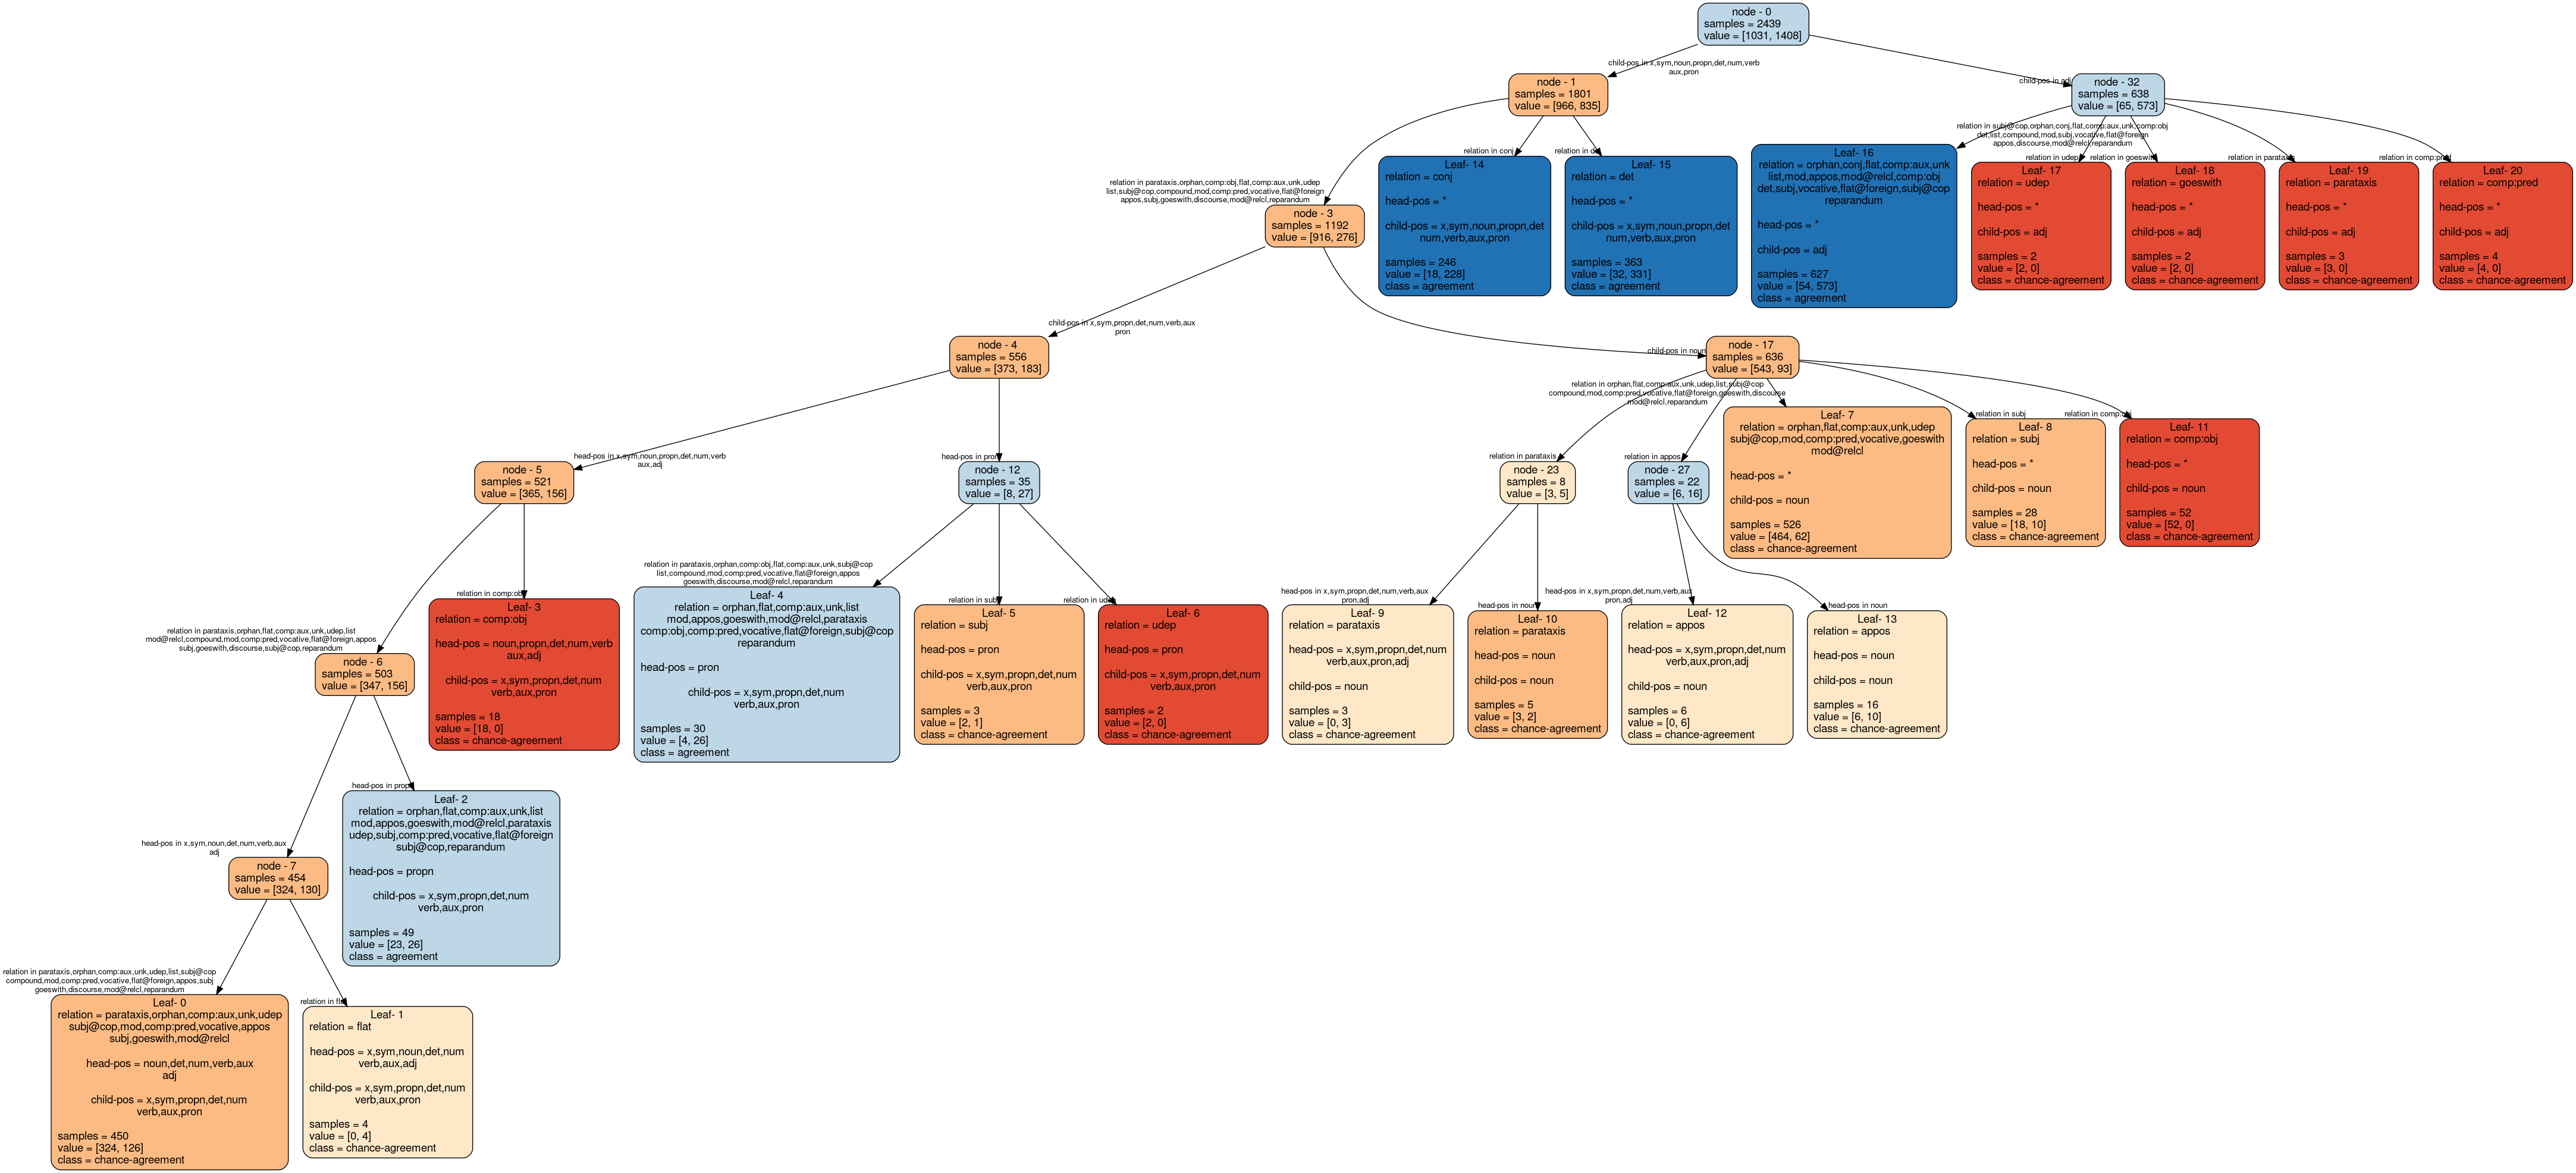 node - 0
samples = 2439
value = [1031, 1408]
child-pos in x,sym,noun,propn,det,num,verb
aux,pron
child-pos in adj
node - 1
samples = 1801
value = [966, 835]
node - 32
samples = 638
value = [65, 573]
relation in parataxis,orphan,comp:obj,flat,comp:aux,unk,udep
list,subj@cop,compound,mod,comp:pred,vocative,flat@foreign
appos,subj,goeswith,discourse,mod@relcl,reparandum
relation in conj
relation in det
relation in subj@cop,orphan,conj,flat,comp:aux,unk,comp:obj
det,list,compound,mod,subj,vocative,flat@foreign
appos,discourse,mod@relcl,reparandum
relation in udep
relation in goeswith
relation in parataxis
relation in comp:pred
node - 3
samples = 1192
value = [916, 276]
Leaf- 14
relation = conj
head-pos = *
child-pos = x,sym,noun,propn,det
num,verb,aux,pron
samples = 246
value = [18, 228]
class = agreement
Leaf- 15
relation = det
head-pos = *
child-pos = x,sym,noun,propn,det
num,verb,aux,pron
samples = 363
value = [32, 331]
class = agreement
Leaf- 16
relation = orphan,conj,flat,comp:aux,unk
list,mod,appos,mod@relcl,comp:obj
det,subj,vocative,flat@foreign,subj@cop
reparandum
head-pos = *
child-pos = adj
samples = 627
value = [54, 573]
class = agreement
Leaf- 17
relation = udep
head-pos = *
child-pos = adj
samples = 2
value = [2, 0]
class = chance-agreement
Leaf- 18
relation = goeswith
head-pos = *
child-pos = adj
samples = 2
value = [2, 0]
class = chance-agreement
Leaf- 19
relation = parataxis
head-pos = *
child-pos = adj
samples = 3
value = [3, 0]
class = chance-agreement
Leaf- 20
relation = comp:pred
head-pos = *
child-pos = adj
samples = 4
value = [4, 0]
class = chance-agreement
child-pos in x,sym,propn,det,num,verb,aux
pron
child-pos in noun
node - 4
samples = 556
value = [373, 183]
node - 17
samples = 636
value = [543, 93]
head-pos in x,sym,noun,propn,det,num,verb
aux,adj
head-pos in pron
relation in parataxis
relation in appos
relation in orphan,flat,comp:aux,unk,udep,list,subj@cop
compound,mod,comp:pred,vocative,flat@foreign,goeswith,discourse
mod@relcl,reparandum
relation in subj
relation in comp:obj
node - 5
samples = 521
value = [365, 156]
node - 12
samples = 35
value = [8, 27]
node - 23
samples = 8
value = [3, 5]
node - 27
samples = 22
value = [6, 16]
Leaf- 7
relation = orphan,flat,comp:aux,unk,udep
subj@cop,mod,comp:pred,vocative,goeswith
mod@relcl
head-pos = *
child-pos = noun
samples = 526
value = [464, 62]
class = chance-agreement
Leaf- 8
relation = subj
head-pos = *
child-pos = noun
samples = 28
value = [18, 10]
class = chance-agreement
Leaf- 11
relation = comp:obj
head-pos = *
child-pos = noun
samples = 52
value = [52, 0]
class = chance-agreement
relation in parataxis,orphan,flat,comp:aux,unk,udep,list
mod@relcl,compound,mod,comp:pred,vocative,flat@foreign,appos
subj,goeswith,discourse,subj@cop,reparandum
relation in comp:obj
relation in parataxis,orphan,comp:obj,flat,comp:aux,unk,subj@cop
list,compound,mod,comp:pred,vocative,flat@foreign,appos
goeswith,discourse,mod@relcl,reparandum
relation in subj
relation in udep
head-pos in x,sym,propn,det,num,verb,aux
pron,adj
head-pos in noun
head-pos in x,sym,propn,det,num,verb,aux
pron,adj
head-pos in noun
node - 6
samples = 503
value = [347, 156]
Leaf- 3
relation = comp:obj
head-pos = noun,propn,det,num,verb
aux,adj
child-pos = x,sym,propn,det,num
verb,aux,pron
samples = 18
value = [18, 0]
class = chance-agreement
Leaf- 4
relation = orphan,flat,comp:aux,unk,list
mod,appos,goeswith,mod@relcl,parataxis
comp:obj,comp:pred,vocative,flat@foreign,subj@cop
reparandum
head-pos = pron
child-pos = x,sym,propn,det,num
verb,aux,pron
samples = 30
value = [4, 26]
class = agreement
Leaf- 5
relation = subj
head-pos = pron
child-pos = x,sym,propn,det,num
verb,aux,pron
samples = 3
value = [2, 1]
class = chance-agreement
Leaf- 6
relation = udep
head-pos = pron
child-pos = x,sym,propn,det,num
verb,aux,pron
samples = 2
value = [2, 0]
class = chance-agreement
Leaf- 9
relation = parataxis
head-pos = x,sym,propn,det,num
verb,aux,pron,adj
child-pos = noun
samples = 3
value = [0, 3]
class = chance-agreement
Leaf- 10
relation = parataxis
head-pos = noun
child-pos = noun
samples = 5
value = [3, 2]
class = chance-agreement
Leaf- 12
relation = appos
head-pos = x,sym,propn,det,num
verb,aux,pron,adj
child-pos = noun
samples = 6
value = [0, 6]
class = chance-agreement
Leaf- 13
relation = appos
head-pos = noun
child-pos = noun
samples = 16
value = [6, 10]
class = chance-agreement
head-pos in x,sym,noun,det,num,verb,aux
adj
head-pos in propn
node - 7
samples = 454
value = [324, 130]
Leaf- 2
relation = orphan,flat,comp:aux,unk,list
mod,appos,goeswith,mod@relcl,parataxis
udep,subj,comp:pred,vocative,flat@foreign
subj@cop,reparandum
head-pos = propn
child-pos = x,sym,propn,det,num
verb,aux,pron
samples = 49
value = [23, 26]
class = agreement
relation in parataxis,orphan,comp:aux,unk,udep,list,subj@cop
compound,mod,comp:pred,vocative,flat@foreign,appos,subj
goeswith,discourse,mod@relcl,reparandum
relation in flat
Leaf- 0
relation = parataxis,orphan,comp:aux,unk,udep
subj@cop,mod,comp:pred,vocative,appos
subj,goeswith,mod@relcl
head-pos = noun,det,num,verb,aux
adj
child-pos = x,sym,propn,det,num
verb,aux,pron
samples = 450
value = [324, 126]
class = chance-agreement
Leaf- 1
relation = flat
head-pos = x,sym,noun,det,num
verb,aux,adj
child-pos = x,sym,propn,det,num
verb,aux,pron
samples = 4
value = [0, 4]
class = chance-agreement